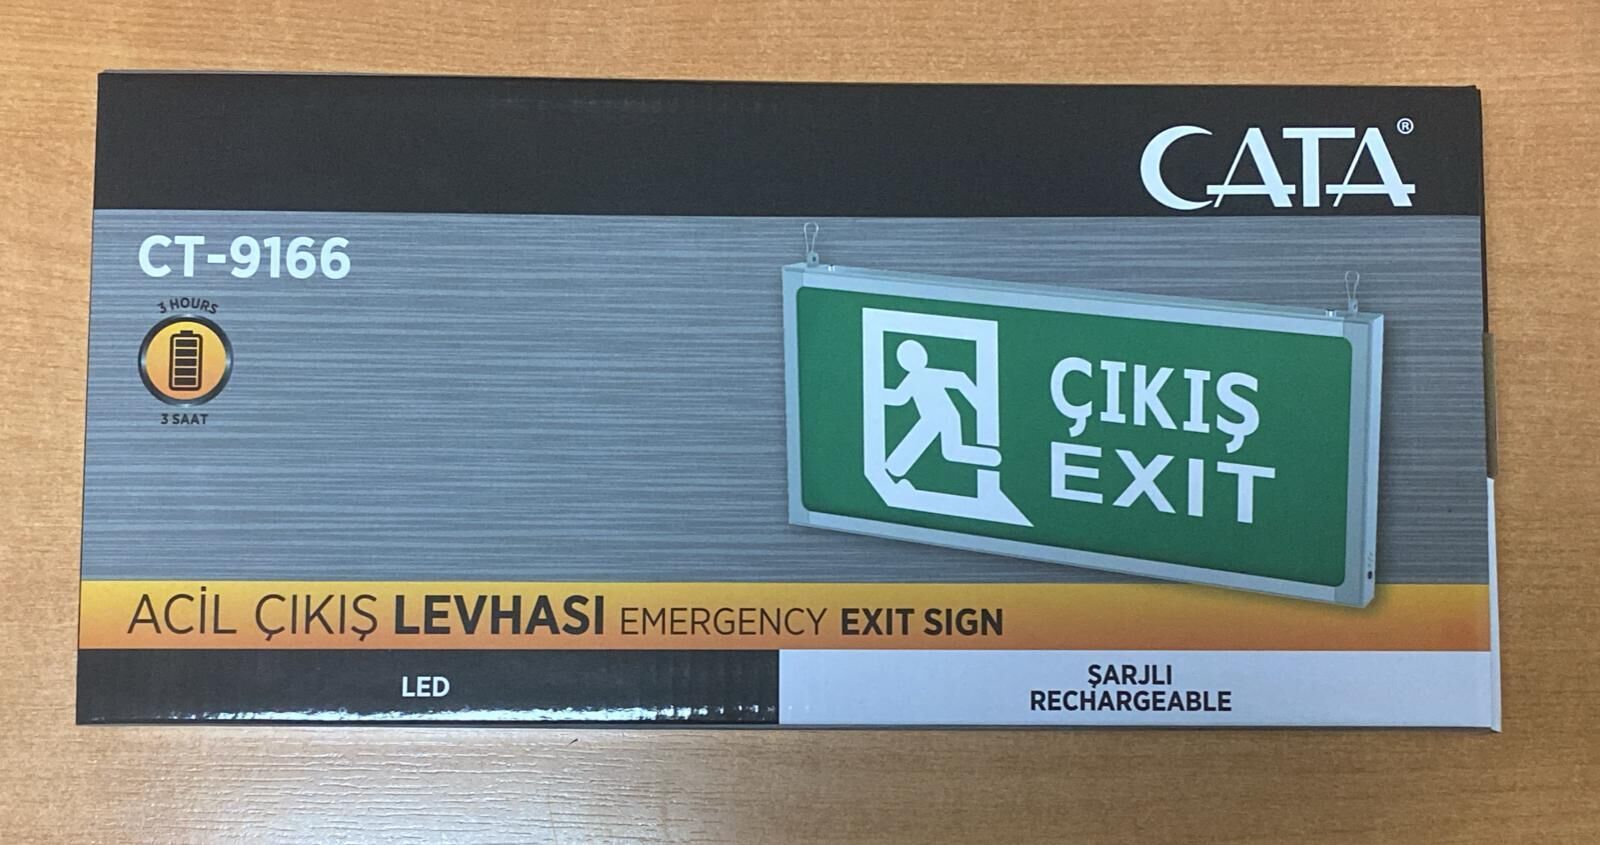 CATA®
CT-9166
3 HOURS
3 SAAT
ÇIKIŞ
EXIT
ACİL ÇIKIŞ LEVHASI EMERGENCY EXIT SIGN
LED
ŞARJLI
RECHARGEABLE